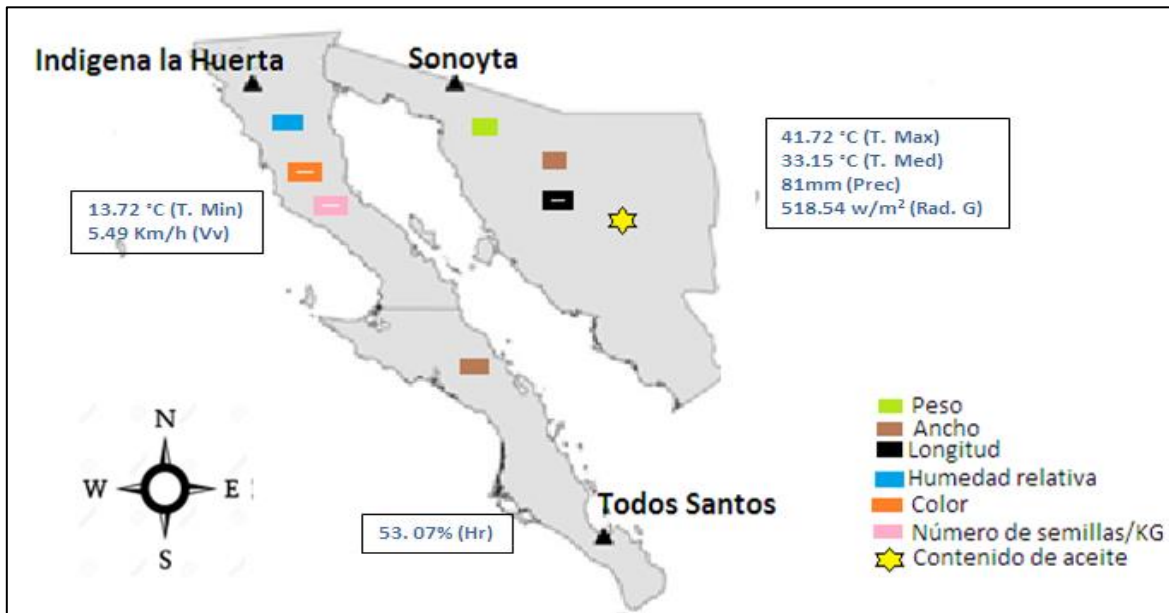 Indigena la Huerta
Sonoyta
41.72 °C (T. Max)
33.15 °C (T. Med)
81mm (Prec)
518.54 w/m² (Rad. G)
13.72 °C (T. Min)
5.49 Km/h (Vv)
N
W
E
S
53. 07% (Hr)
Todos Santos
Peso
Ancho
Longitud
Humedad relativa
Color
Número de semillas/KG
Contenido de aceite